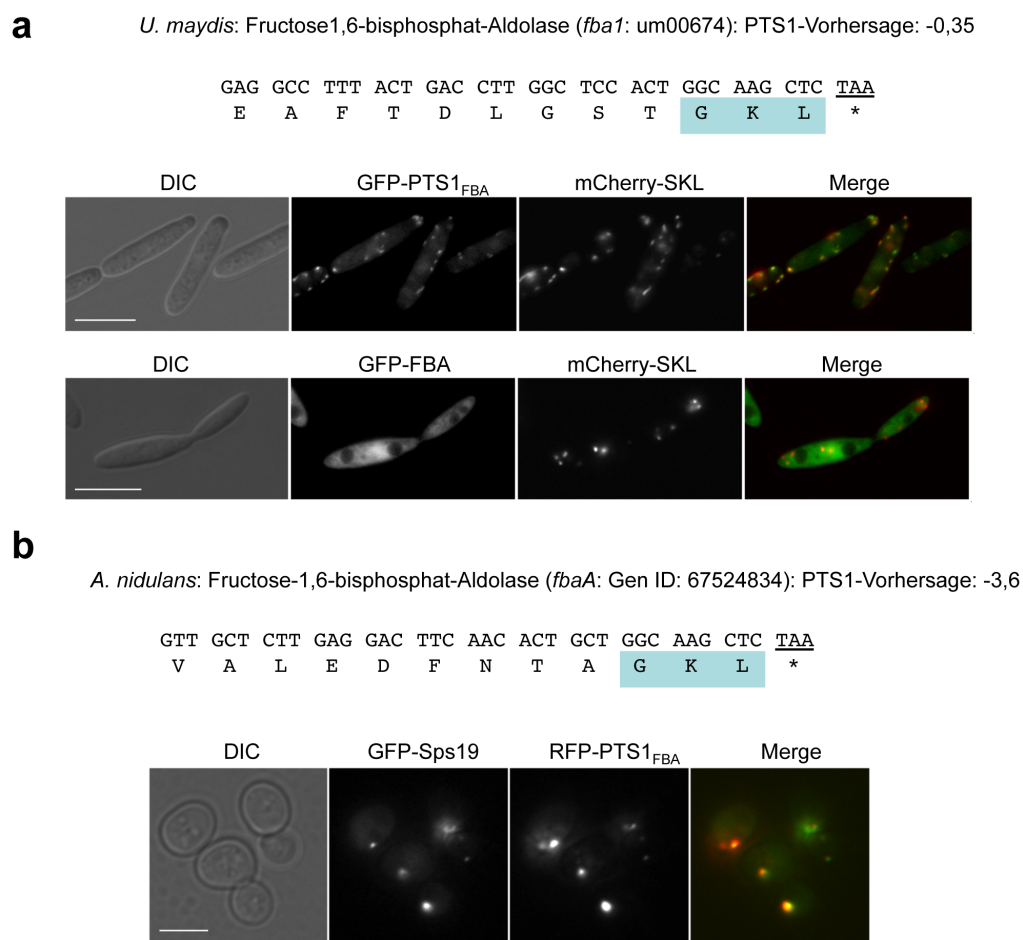 a
U. maydis: Fructose1,6-bisphosphat-Aldolase (fba1: um00674): PTS1-Vorhersage: -0,35
GAG GCC TTT ACT GAC CTT GGC TCC ACT GGC AAG CTC TAA
E A F T D L G S T G K L *
DIC GFP-PTS1FBA mCherry-SKL Merge
DIC GFP-FBA mCherry-SKL Merge
b
A. nidulans: Fructose-1,6-bisphosphat-Aldolase (fbaA: Gen ID: 67524834): PTS1-Vorhersage: -3,6
GTT GCT CTT GAG GAC TTC AAC ACT GCT GGC AAG CTC TAA
V A L E D F N T A G K L *
DIC GFP-Sps19 RFP-PTS1FBA Merge